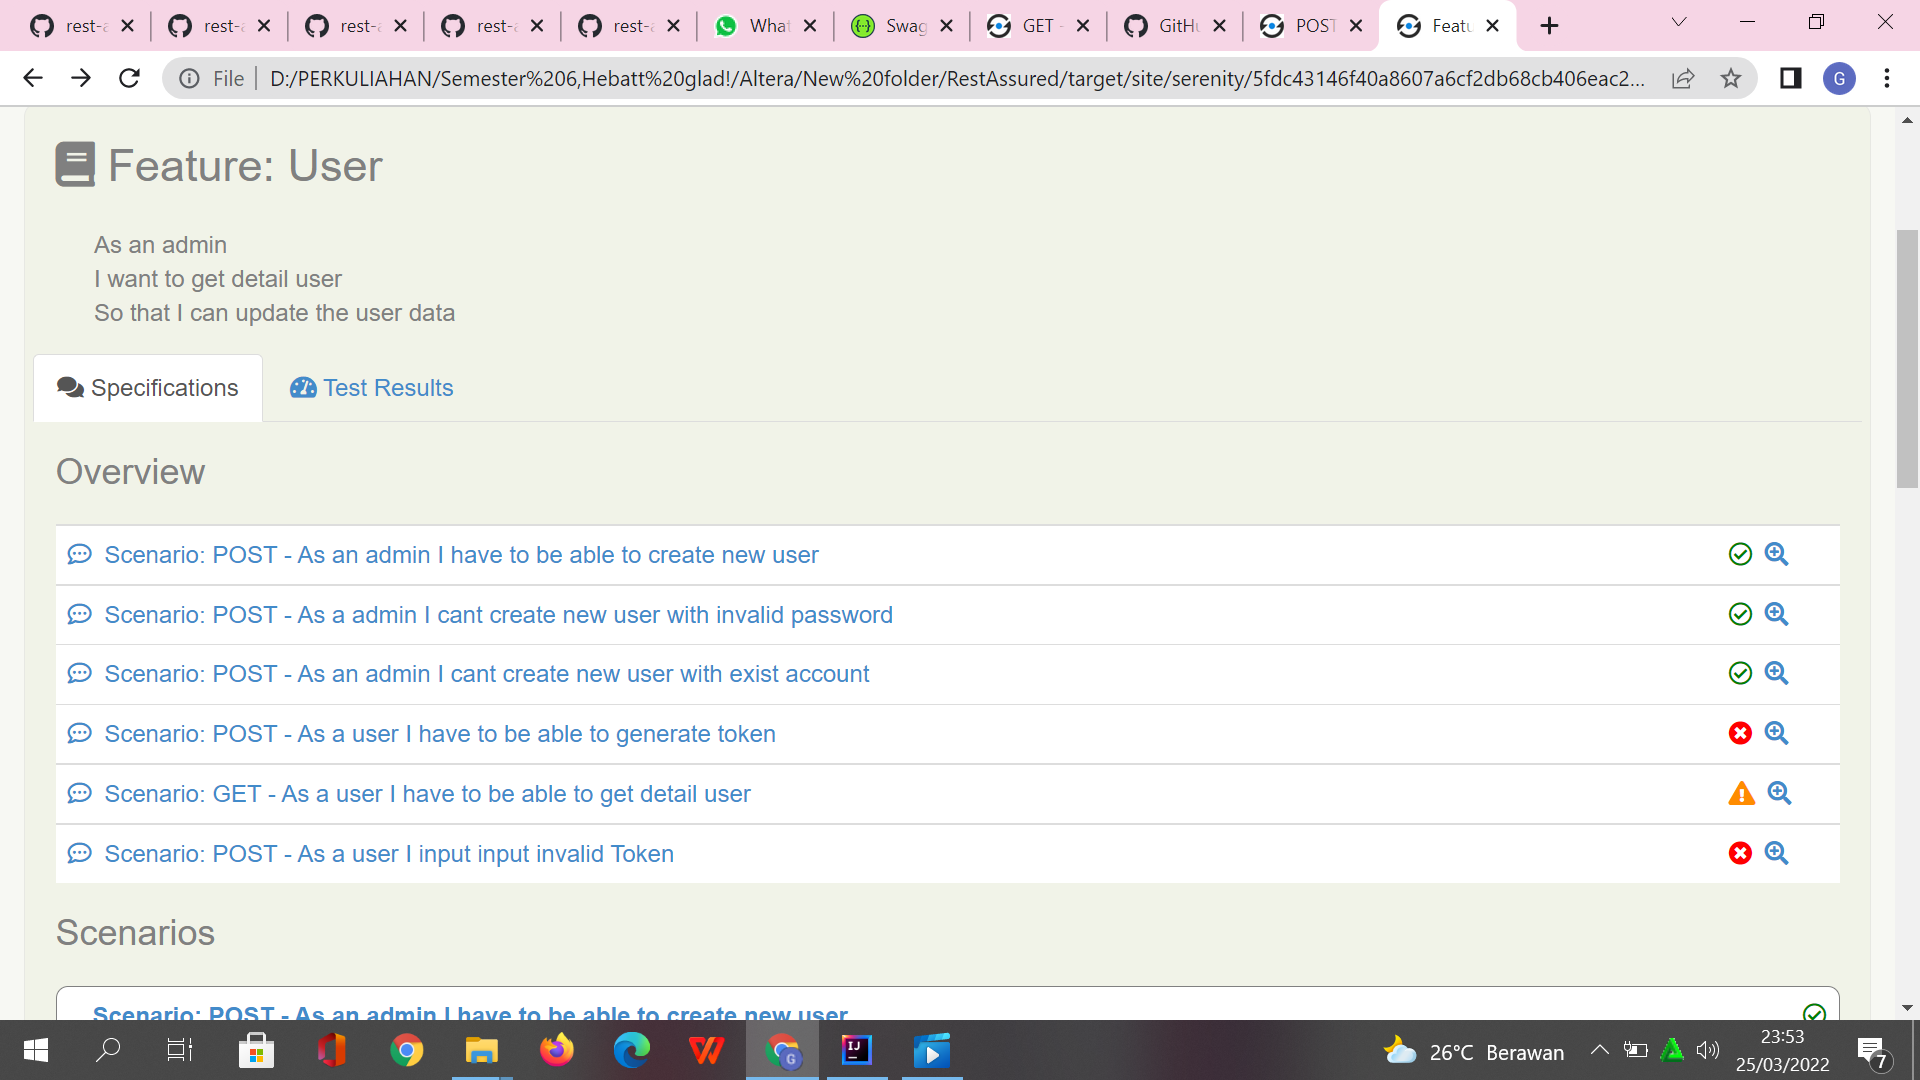 rest-a
rest-a
rest-a
rest-a
rest-a
What
Swag
GET -
GitHu
POST
Featu
File
D:/PERKULIAHAN/Semester%206,Hebatt%20glad!/Altera/New%20folder/RestAssured/target/site/serenity/5fdc43146f40a8607a6cf2db68cb406eac2...
G
Feature: User
As an admin
I want to get detail user
So that I can update the user data
Specifications
Test Results
Overview
Scenario: POST - As an admin I have to be able to create new user
Scenario: POST - As a admin I cant create new user with invalid password
Scenario: POST - As an admin I cant create new user with exist account
Scenario: POST - As a user I have to be able to generate token
Scenario: GET - As a user I have to be able to get detail user
Scenario: POST - As a user I input input invalid Token
Scenarios
Scenario: POST - As an admin I have to be able to create new user
G
IJ
26°C Berawan
23:53
25/03/2022
7